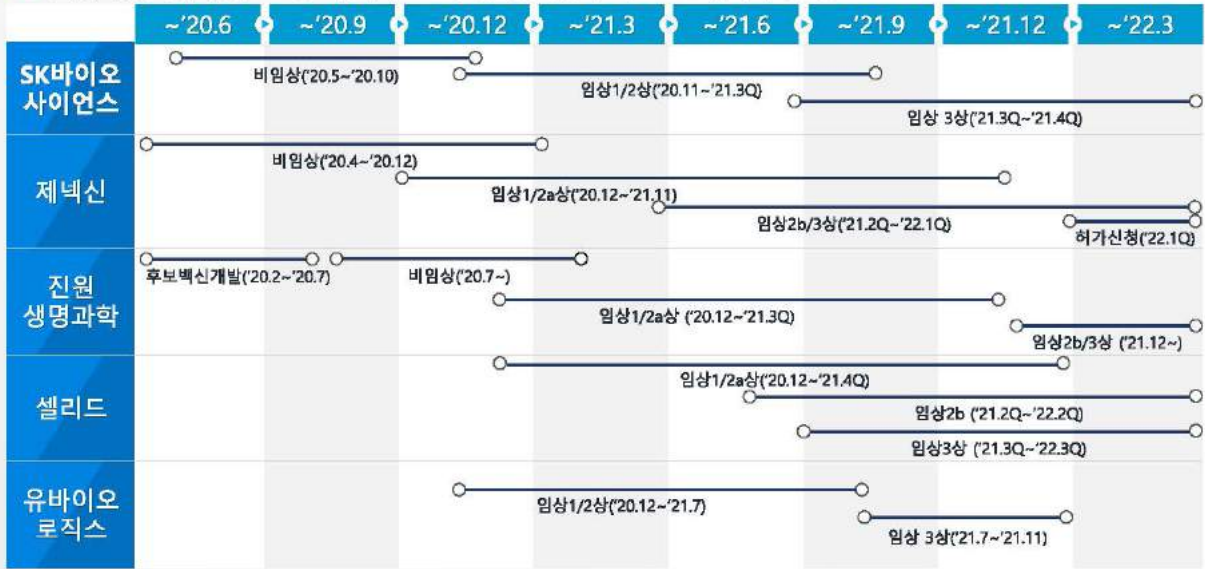 ~'20.6 ~'20.9 ~'20.12 ~'21.3 ~'21.6 ~'21.9 ~'21.12 ~'22.3
SK바이오
사이언스
비임상('20.5~'20.10)
임상1/2상('20.11~'21.3Q)
임상 3상('21.3Q~'21.4Q)
제넥신
비임상('20.4~'20.12)
임상1/2a상('20.12~'21.11)
임상2b/3상('21.2Q~'22.1Q)
허가신청('22.1Q)
진원
생명과학
후보백신개발('20.2~'20.7)
비임상('20.7~)
임상1/2a상 ('20.12~'21.3Q)
임상2b/3상 ('21.12~)
셀리드
임상1/2a상('20.12~'21.4Q)
임상2b ('21.2Q~'22.2Q)
임상3상 ('21.3Q~'22.3Q)
유바이오
로직스
임상1/2상('20.12~'21.7)
임상 3상('21.7~'21.11)